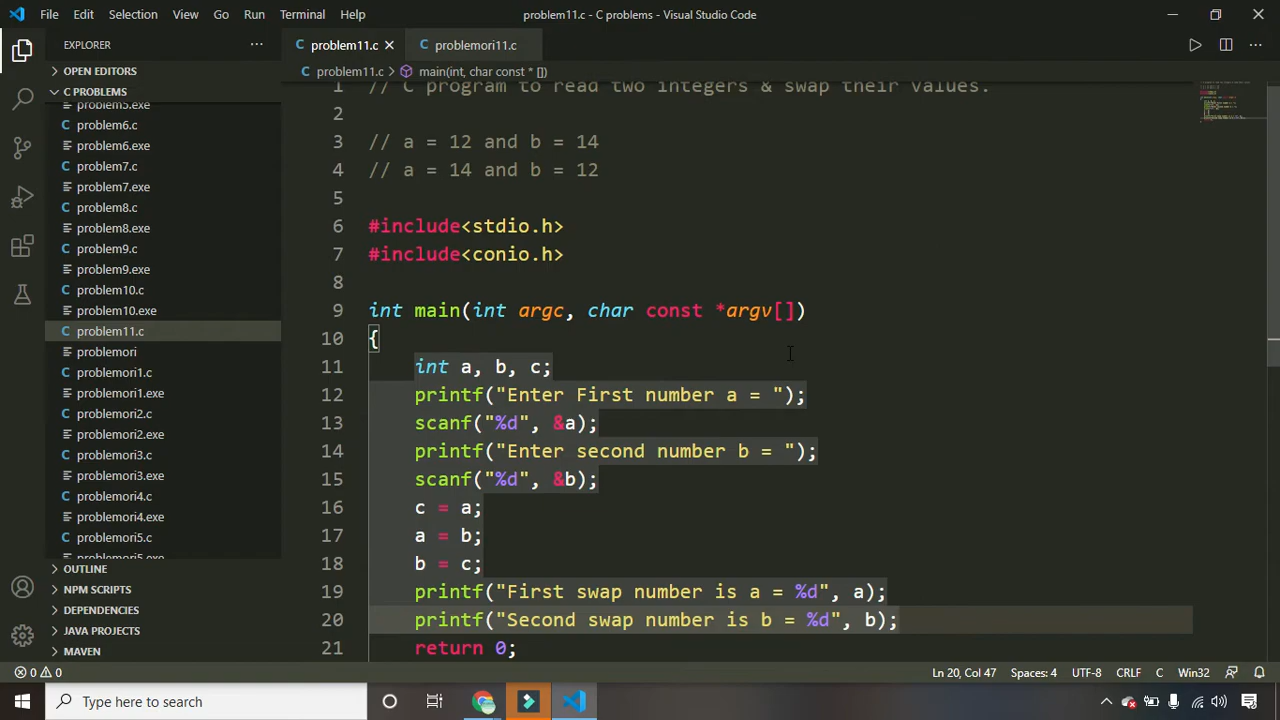 File Edit Selection View Go Run Terminal Help
problem11.c - C problems - Visual Studio Code
EXPLORER
OPEN EDITORS
C PROBLEMS
problem5.exe
problem6.c
problem6.exe
problem7.c
problem7.exe
problem8.c
problem8.exe
problem9.c
problem9.exe
problem10.c
problem10.exe
problem11.c
problemori
problemori1.c
problemori1.exe
problemori2.c
problemori2.exe
problemori3.c
problemori3.exe
problemori4.c
problemori4.exe
problemori5.c
problemori5.exe
OUTLINE
NPM SCRIPTS
DEPENDENCIES
JAVA PROJECTS
MAVEN
problem11.c problemori11.c
problem11.c > main(int, char const * [])
1 // C program to read two integers & swap their values.
2
3 // a = 12 and b = 14
4 // a = 14 and b = 12
5
6 #include<stdio.h>
7 #include<conio.h>
8
9 int main(int argc, char const *argv[])
10 {
11 int a, b, c;
12 printf("Enter First number a = ");
13 scanf("%d", &a);
14 printf("Enter second number b = ");
15 scanf("%d", &b);
16 c = a;
17 a = b;
18 b = c;
19 printf("First swap number is a = %d", a);
20 printf("Second swap number is b = %d", b);
21 return 0;
0 0 Ln 20, Col 47 Spaces: 4 UTF-8 CRLF C Win32
Type here to search